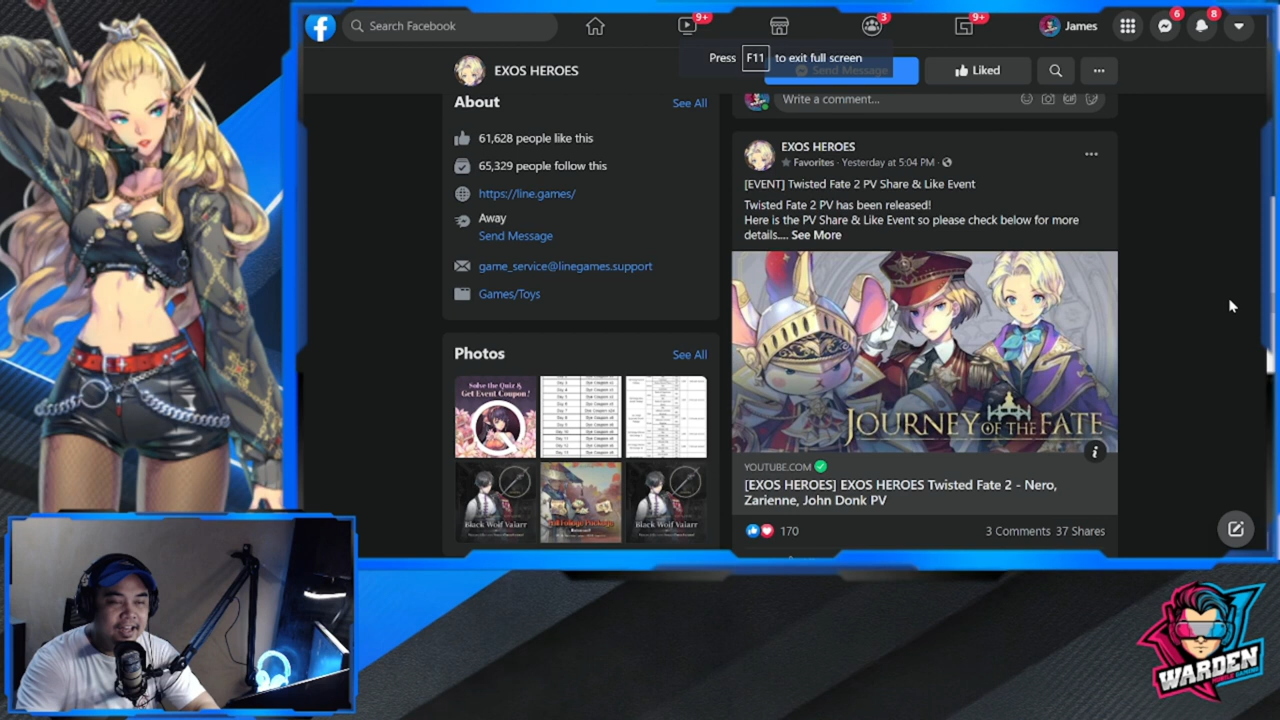 Search Facebook
9+
3
9+
James
6
8
Press F11 to exit full screen
EXOS HEROES
Send Message
Liked
About
See All
Write a comment...
61,628 people like this
65,329 people follow this
https://line.games/
Away
Send Message
game_service@linegames.support
Games/Toys
EXOS HEROES
Favorites · Yesterday at 5:04 PM ·
[EVENT] Twisted Fate 2 PV Share & Like Event
Twisted Fate 2 PV has been released!
Here is the PV Share & Like Event so please check below for more
details.... See More
Photos
See All
Solve the Quiz &
Get Event Coupon!
Black Wolf Valarr
Black Wolf Valarr
JOURNEY OF THE FATE
YOUTUBE.COM
[EXOS HEROES] EXOS HEROES Twisted Fate 2 - Nero,
Zarienne, John Donk PV
170
3 Comments 37 Shares
WARDEN
MOBILE GAMING